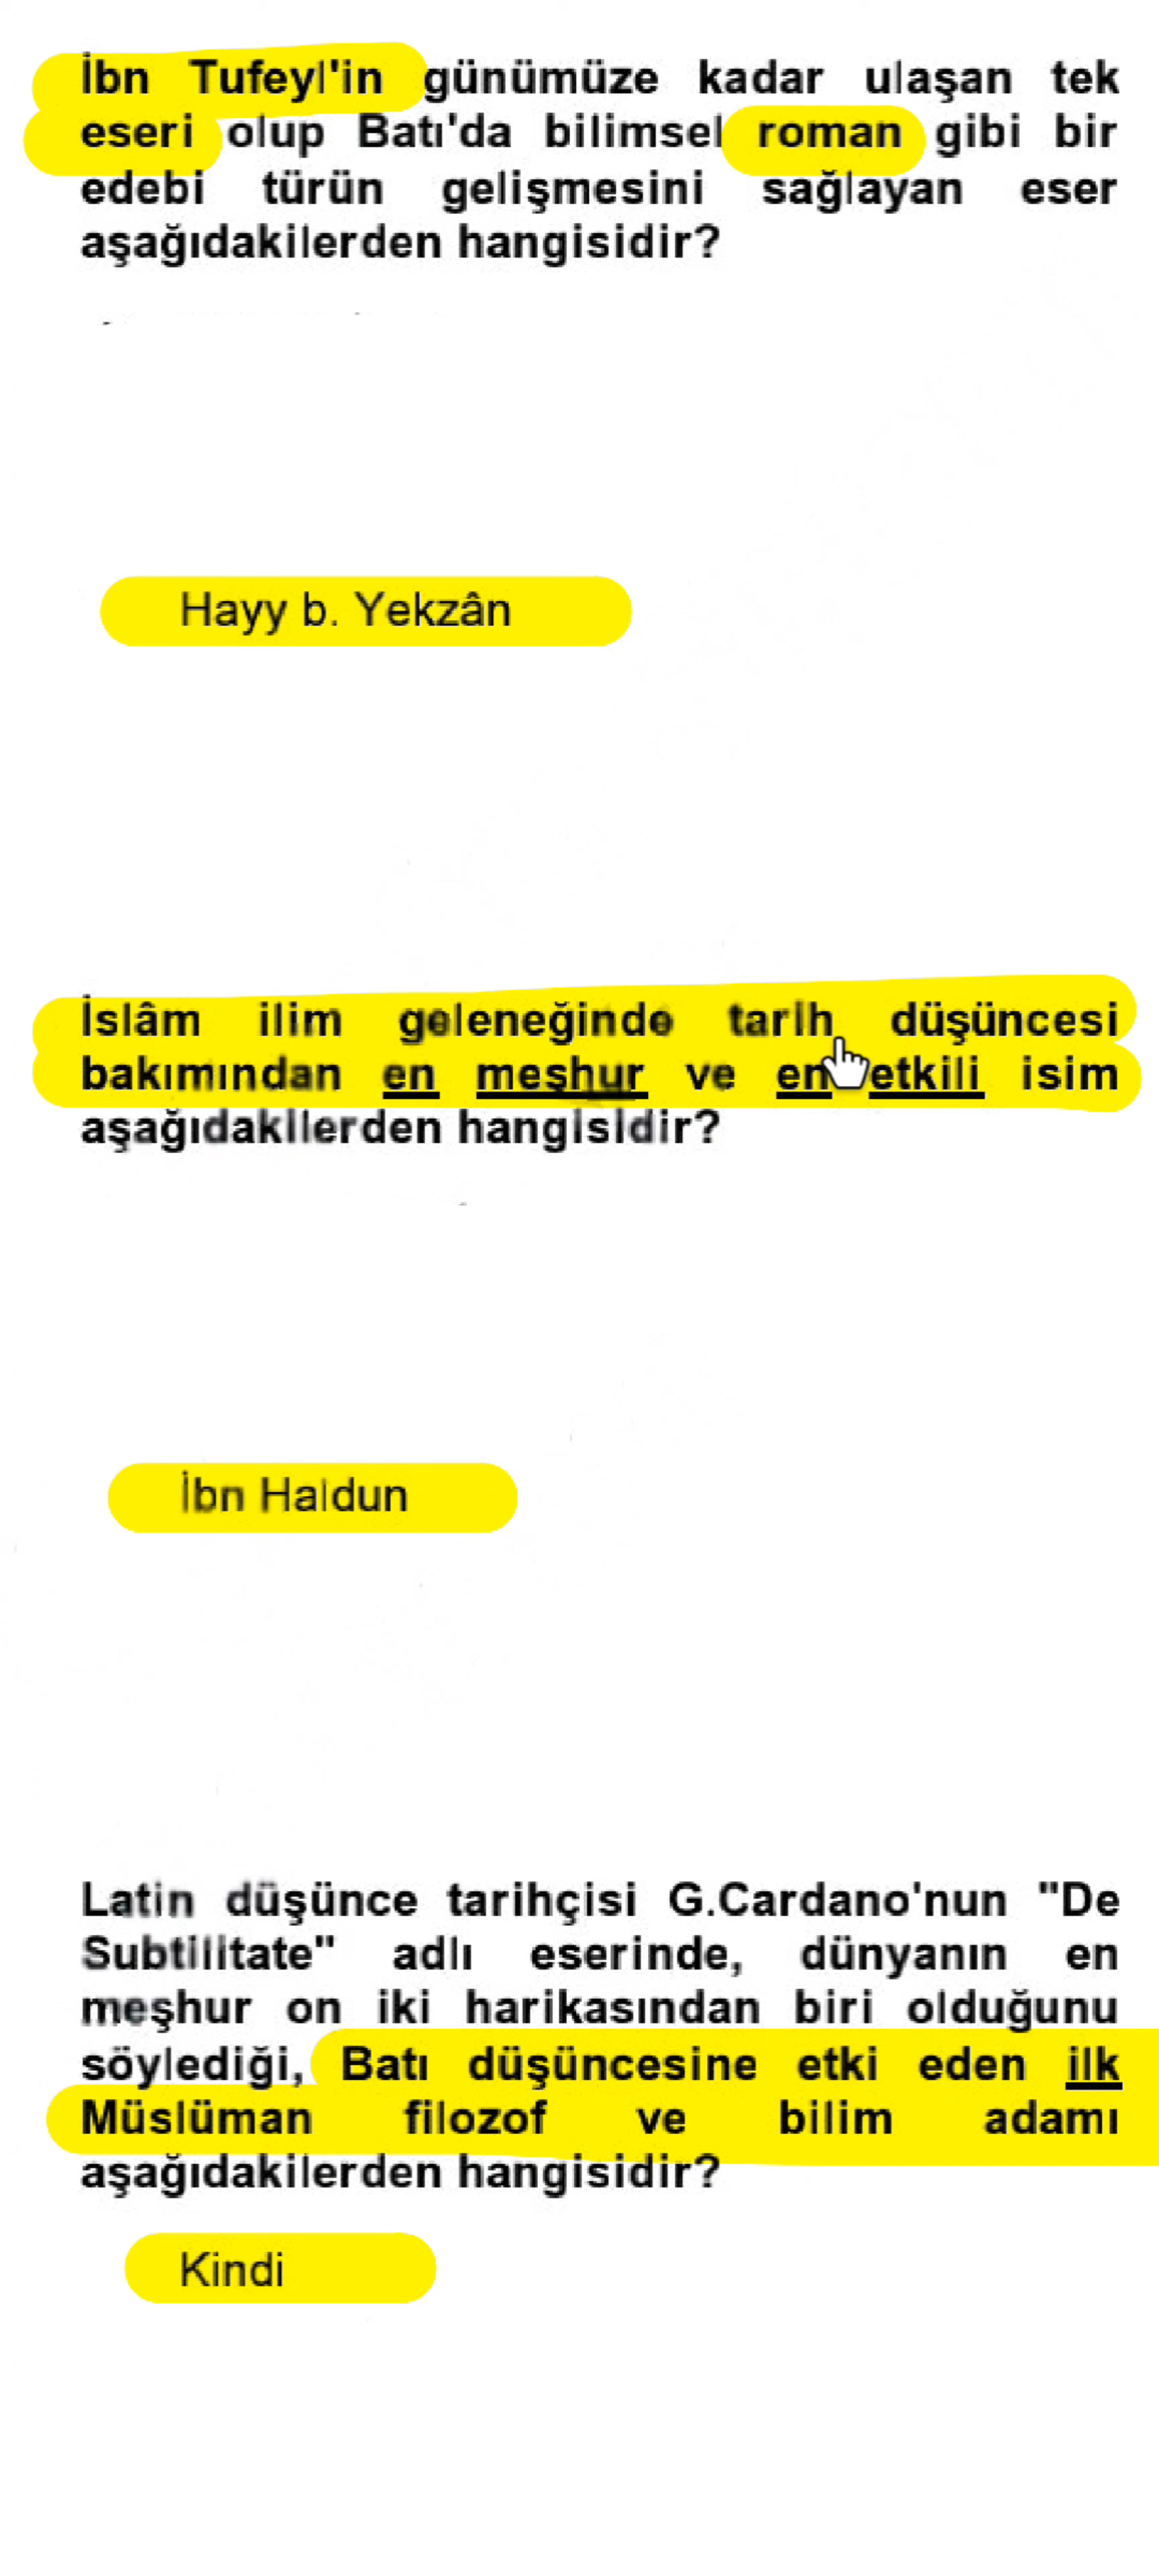 İbn Tufeyl'in günümüze kadar ulaşan tek
eseri olup Batı'da bilimsel roman gibi bir
edebi türün gelişmesini sağlayan eser
aşağıdakilerden hangisidir?
Hayy b. Yekzân
İslâm ilim geleneğinde tarih düşüncesi
bakımından en meşhur ve en etkili isim
aşağıdakilerden hangisidir?
İbn Haldun
Latin düşünce tarihçisi G.Cardano'nun "De
Subtilitate" adlı eserinde, dünyanın en
meşhur on iki harikasından biri olduğunu
söylediği, Batı düşüncesine etki eden ilk
Müslüman filozof ve bilim adamı
aşağıdakilerden hangisidir?
Kindi